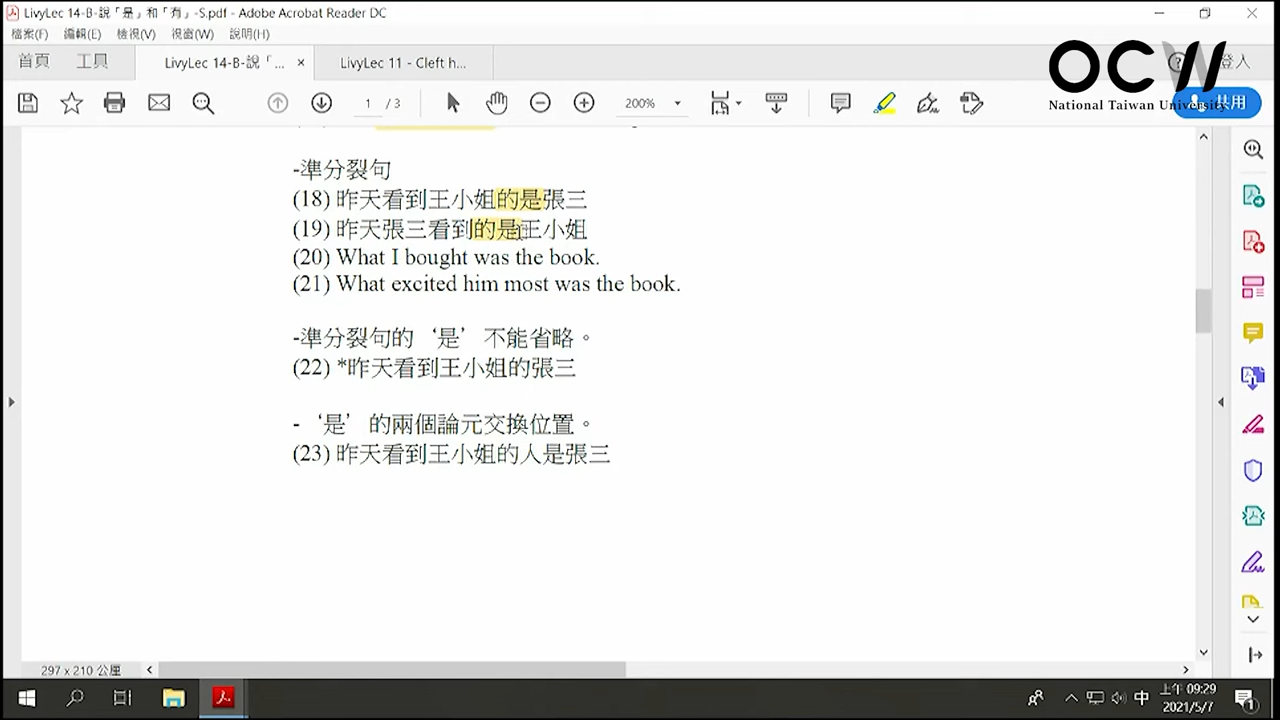 LivyLec 14-B-說「是」和「有」-S.pdf - Adobe Acrobat Reader DC
檔案(F) 編輯(E) 檢視(V) 視窗(W) 說明(H)
首頁 工具 LivyLec 14-B-說「... × LivyLec 11 - Cleft h... 登入
OCW
National Taiwan University
1 / 3 200% 共用
-準分裂句
(18) 昨天看到王小姐的是張三
(19) 昨天張三看到的是王小姐
(20) What I bought was the book.
(21) What excited him most was the book.
-準分裂句的‘是’不能省略。
(22) *昨天看到王小姐的張三
-‘是’的兩個論元交換位置。
(23) 昨天看到王小姐的人是張三
297 x 210 公厘
中 上午 09:29
2021/5/7
1